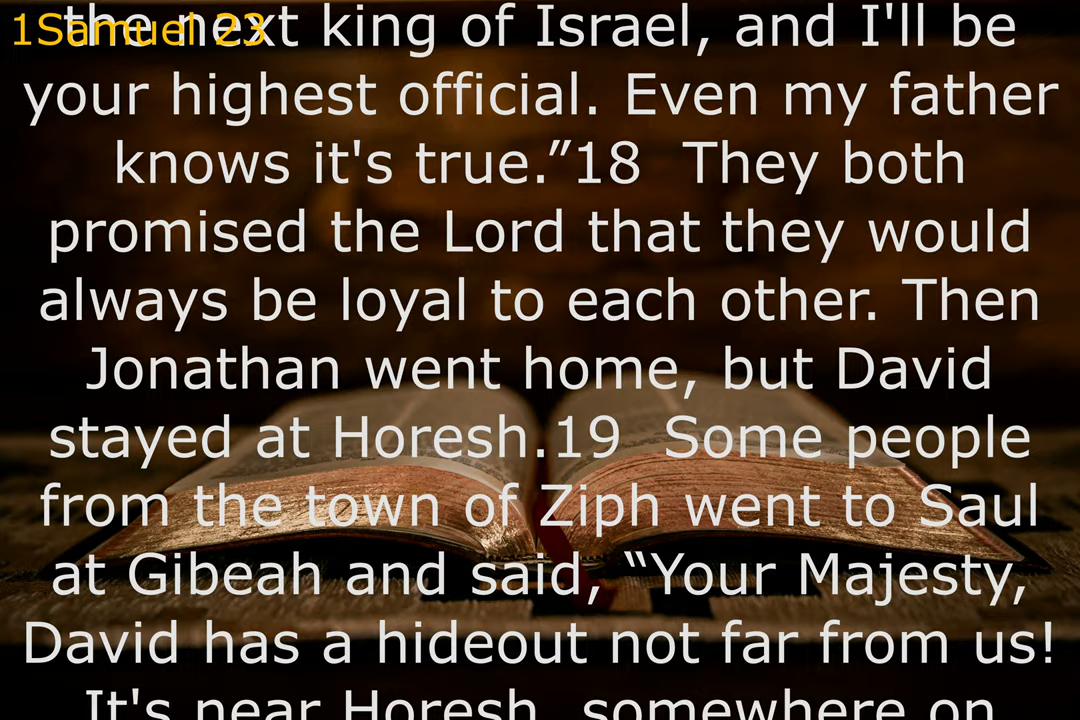 1Samuel 23
the next king of Israel, and I'll be
your highest official. Even my father
knows it's true.”18  They both
promised the Lord that they would
always be loyal to each other. Then
Jonathan went home, but David
stayed at Horesh.19  Some people
from the town of Ziph went to Saul
at Gibeah and said, “Your Majesty,
David has a hideout not far from us!
It's near Horesh, somewhere on